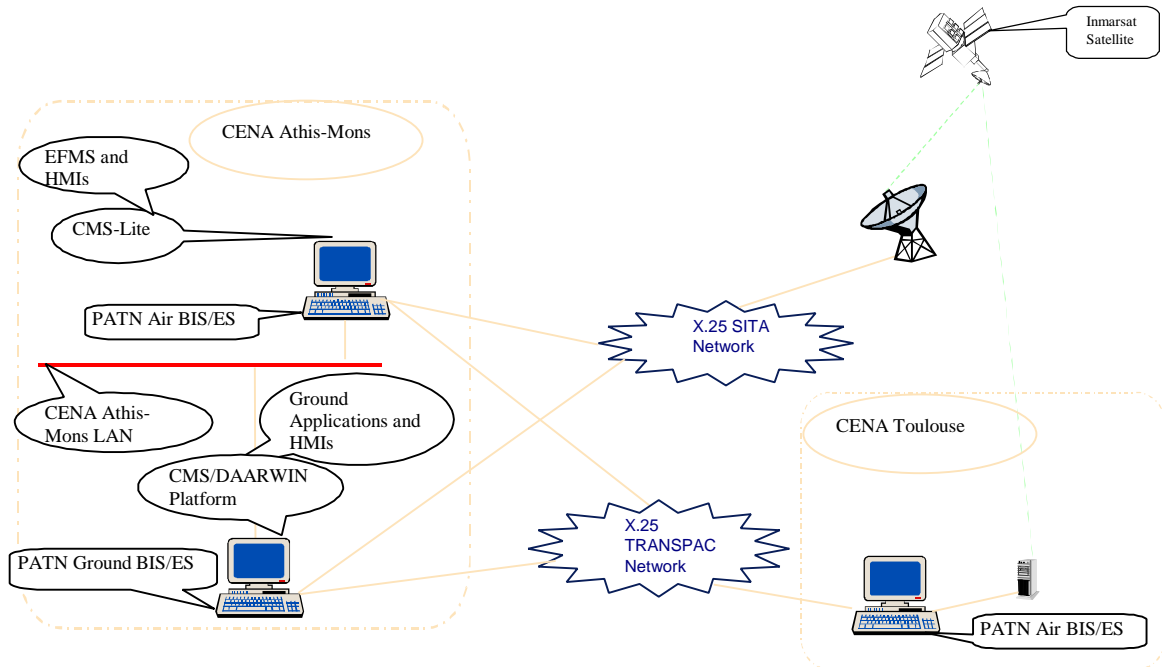 Inmarsat
Satellite
CENA Athis-Mons
EFMS and
HMIs
CMS-Lite
PATN Air BIS/ES
X.25 SITA
Network
CENA Athis-
Mons LAN
Ground
Applications and
HMIs
CENA Toulouse
CMS/DAARWIN
Platform
X.25
TRANSPAC
Network
PATN Ground BIS/ES
PATN Air BIS/ES